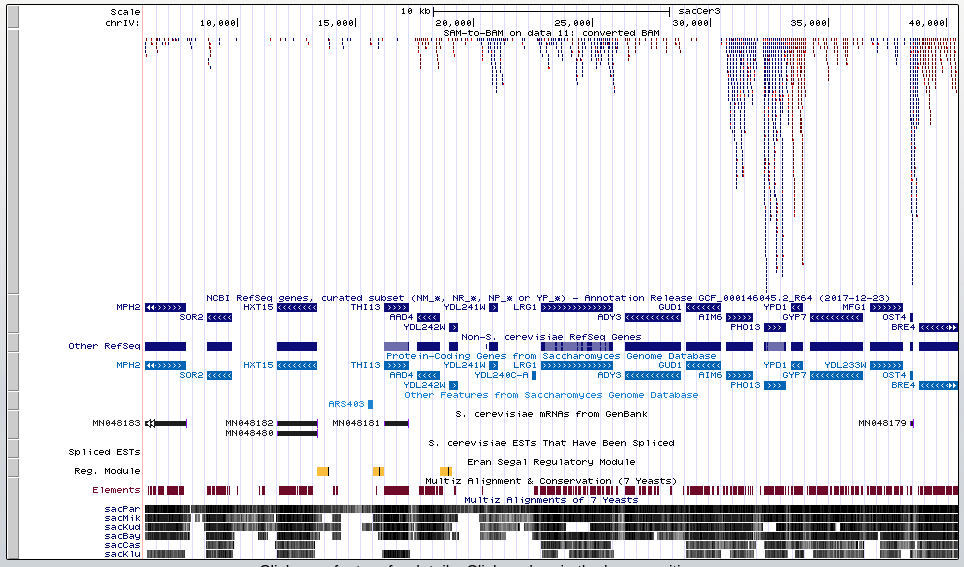 Scale 10 kb sacCer3
chrIV: 10,000 15,000 20,000 25,000 30,000 35,000 40,000
SAM-to-BAM on data 11: converted BAM
NCBI RefSeq genes, curated subset (NM_*, NR_*, NP_* or YP_*) - Annotation Release GCF_000146045.2_R64 (2017-12-23)
MPH2 HXT15 THI13 YDL241W LRG1 GUD1 YPD1 MFG1
SOR2 AAD4 ADY3 AIM6 GYP7 OST4
YDL242W PHO13 BRE4
Non-S. cerevisiae RefSeq Genes
Other RefSeq
Protein-Coding Genes from Saccharomyces Genome Database
MPH2 HXT15 THI13 YDL241W LRG1 GUD1 YPD1 YDL233W
SOR2 AAD4 YDL240C-A ADY3 AIM6 GYP7 OST4
YDL242W PHO13 BRE4
Other Features from Saccharomyces Genome Database
ARS403
S. cerevisiae mRNAs from GenBank
MN048183 MN048182 MN048181 MN048179
MN048480
S. cerevisiae ESTs That Have Been Spliced
Spliced ESTs
Eran Segal Regulatory Module
Reg. Module
Multiz Alignment & Conservation (7 Yeasts)
Elements
Multiz Alignments of 7 Yeasts
sacPar
sacMik
sacKud
sacBay
sacCas
sacKlu